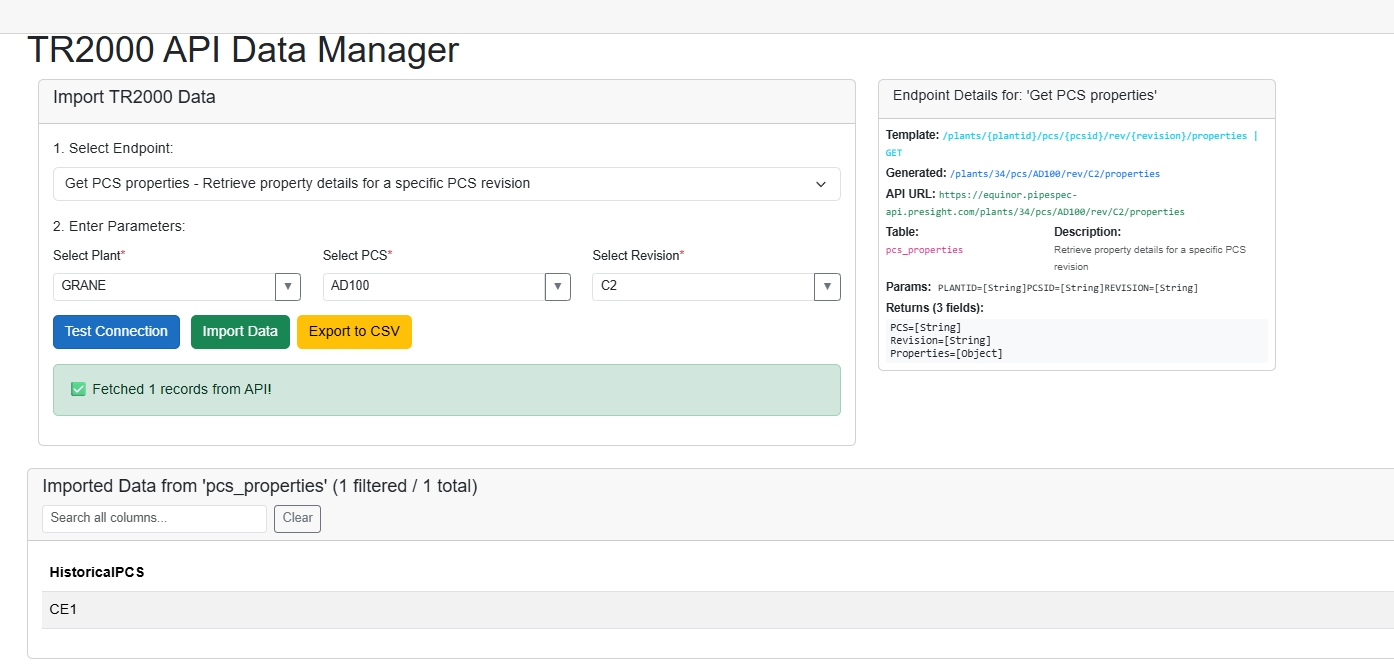 TR2000 API Data Manager
Import TR2000 Data
1. Select Endpoint:
Get PCS properties - Retrieve property details for a specific PCS revision
2. Enter Parameters:
Select Plant*
Select PCS*
Select Revision*
GRANE
AD100
C2
Test Connection
Import Data
Export to CSV
Fetched 1 records from API!
Endpoint Details for: 'Get PCS properties'
Template: /plants/{plantid}/pcs/{pcsid}/rev/{revision}/properties |
GET
Generated: /plants/34/pcs/AD100/rev/C2/properties
API URL: https://equinor.pipespec-
api.presight.com/plants/34/pcs/AD100/rev/C2/properties
Table:
pcs_properties
Description:
Retrieve property details for a specific PCS
revision
Params: PLANTID=[String]PCSID=[String]REVISION=[String]
Returns (3 fields):
PCS=[String]
Revision=[String]
Properties=[Object]
Imported Data from 'pcs_properties' (1 filtered / 1 total)
Search all columns...
Clear
HistoricalPCS
CE1